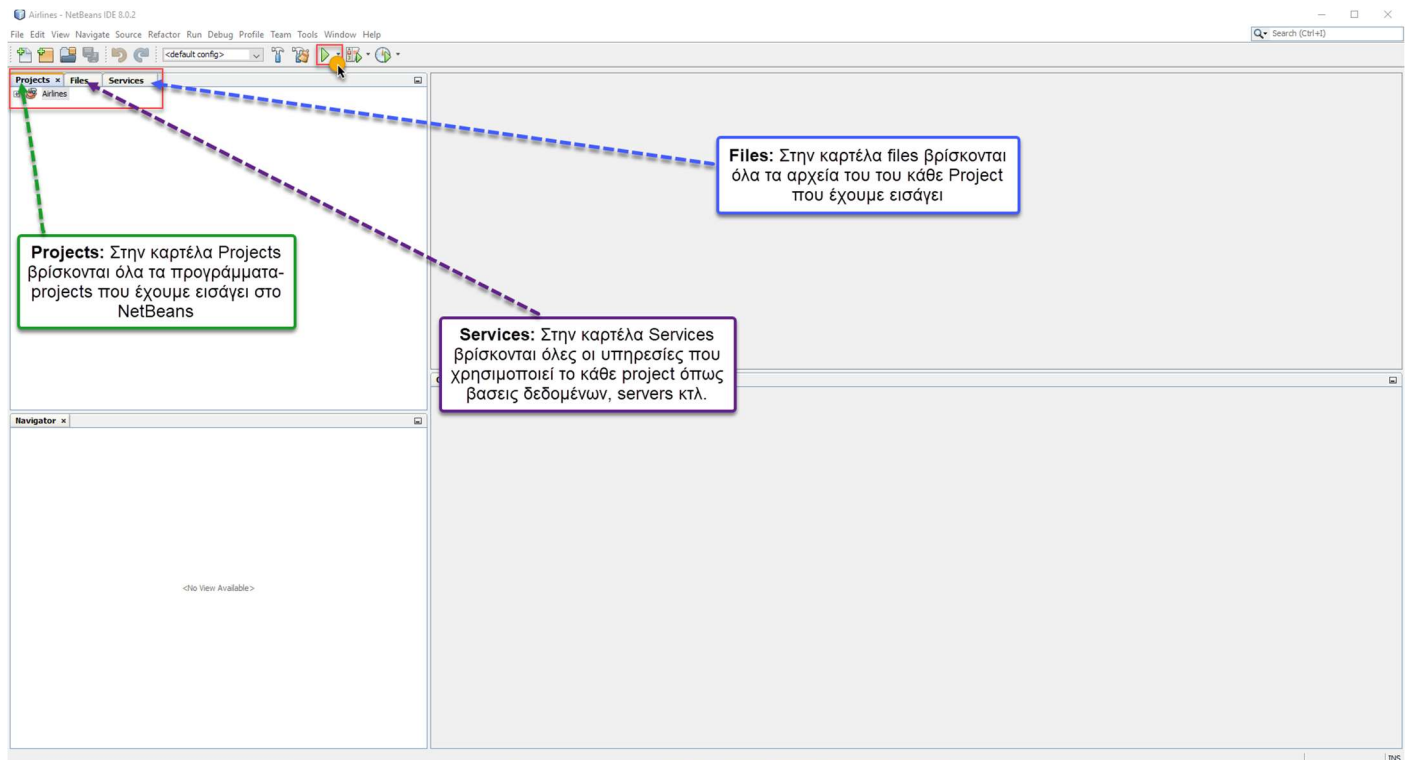 Airlines - NetBeans IDE 8.0.2
File Edit View Navigate Source Refactor Run Debug Profile Team Tools Window Help
Search (Ctrl+I)
<default config>
Projects Files Services
Airlines
Files: Στην καρτέλα files βρίσκονται
όλα τα αρχεία του του κάθε Project
που έχουμε εισάγει
Projects: Στην καρτέλα Projects
βρίσκονται όλα τα προγράμματα-
projects που έχουμε εισάγει στο
NetBeans
Services: Στην καρτέλα Services
βρίσκονται όλες οι υπηρεσίες που
χρησιμοποιεί το κάθε project όπως
βασεις δεδομένων, servers κτλ.
Navigator
<No View Available>
INS